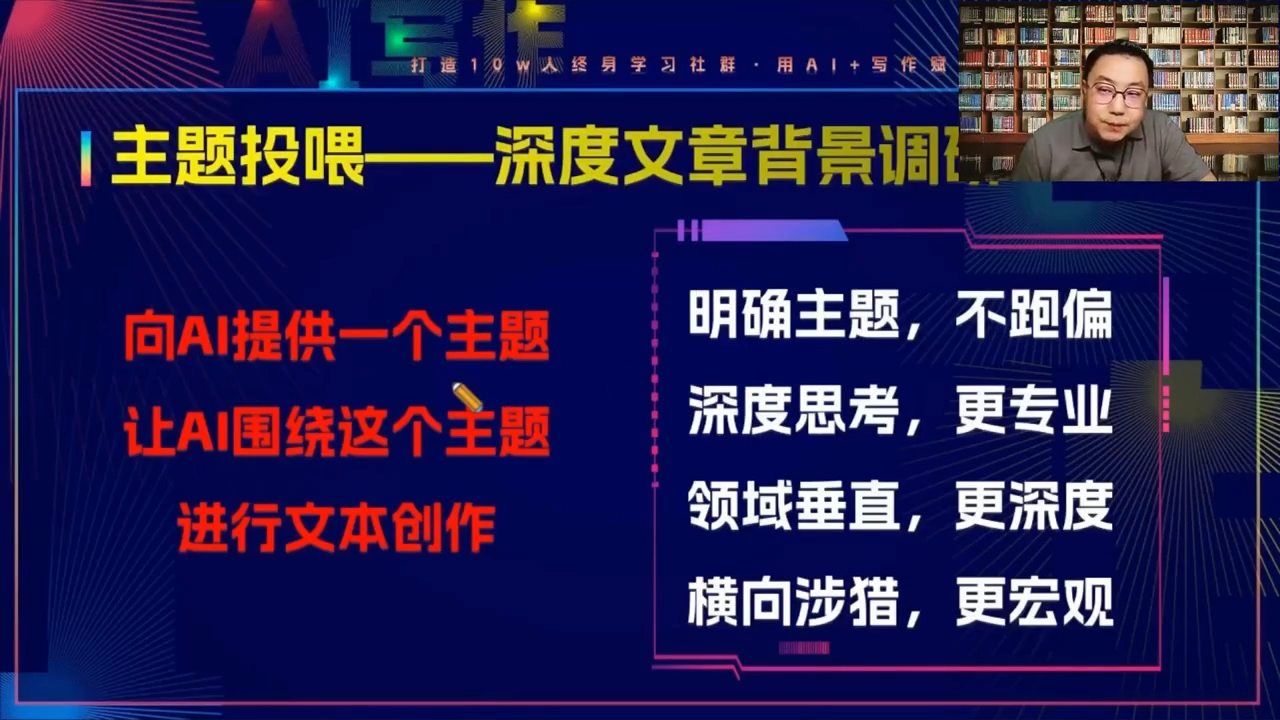 AI写作
打造10w人终身学习社群·用AI+写作赋
主题投喂——深度文章背景调
向AI提供一个主题
让AI围绕这个主题
进行文本创作
明确主题，不跑偏
深度思考，更专业
领域垂直，更深度
横向涉猎，更宏观